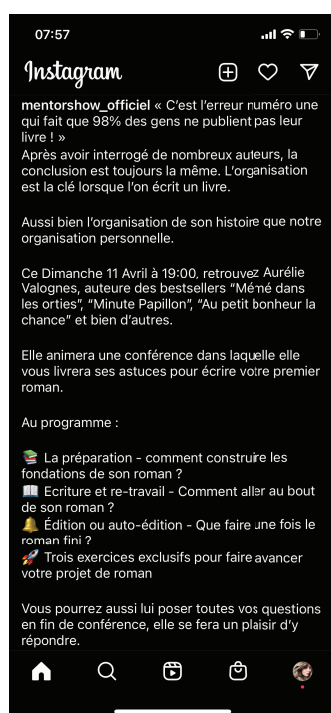 07:57
Instagram
mentorshow_officiel « C’est l’erreur numéro une
qui fait que 98% des gens ne publient pas leur
livre ! »
Après avoir interrogé de nombreux auteurs, la
conclusion est toujours la même. L’organisation
est la clé lorsque l’on écrit un livre.
Aussi bien l’organisation de son histoire que notre
organisation personnelle.
Ce Dimanche 11 Avril à 19:00, retrouvez Aurélie
Valognes, auteure des bestsellers “Mémé dans
les orties”, “Minute Papillon”, “Au petit bonheur la
chance” et bien d’autres.
Elle animera une conférence dans laquelle elle
vous livrera ses astuces pour écrire votre premier
roman.
Au programme :
📚 La préparation - comment construire les
fondations de son roman ?
📖 Ecriture et re-travail - Comment aller au bout
de son roman ?
🔔 Édition ou auto-édition - Que faire une fois le
roman fini ?
🚀 Trois exercices exclusifs pour faire avancer
votre projet de roman
Vous pourrez aussi lui poser toutes vos questions
en fin de conférence, elle se fera un plaisir d’y
répondre.